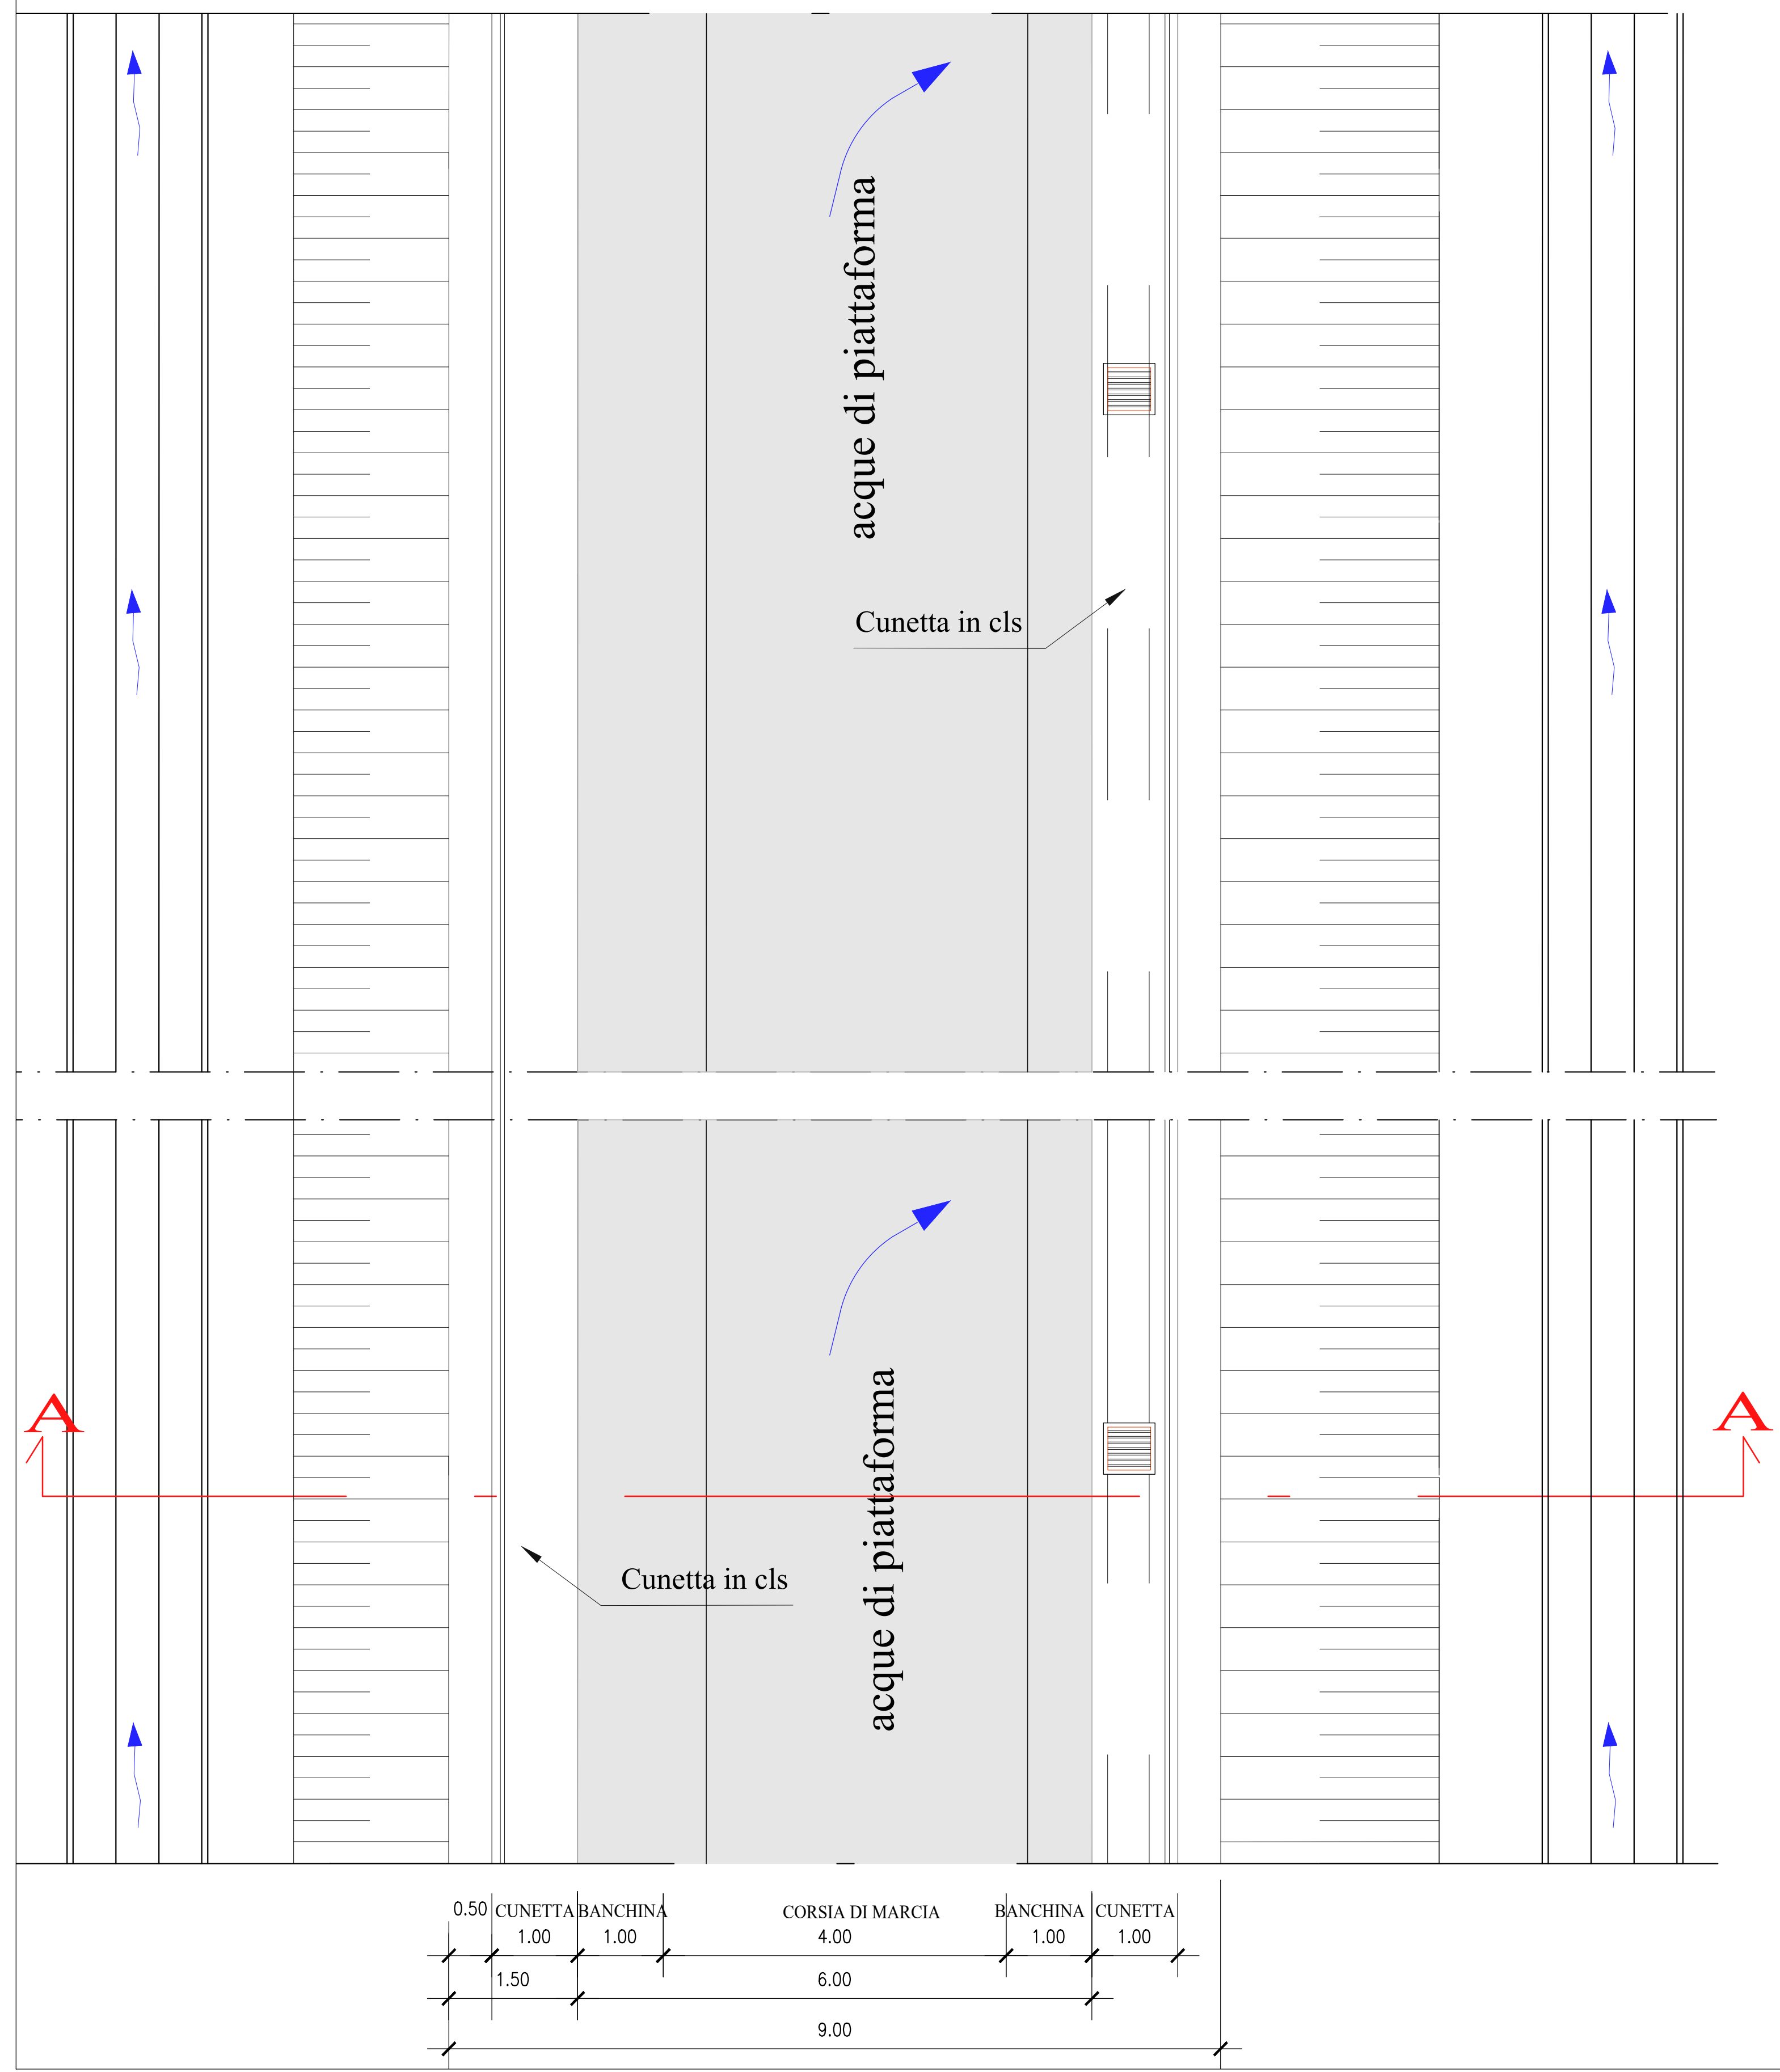 acque di piattaforma
Cunetta in cls
A
A
acque di piattaforma
Cunetta in cls
0.50 CUNETTA BANCHINA CORSIA DI MARCIA BANCHINA CUNETTA
1.00 1.00 4.00 1.00 1.00
1.50 6.00
9.00